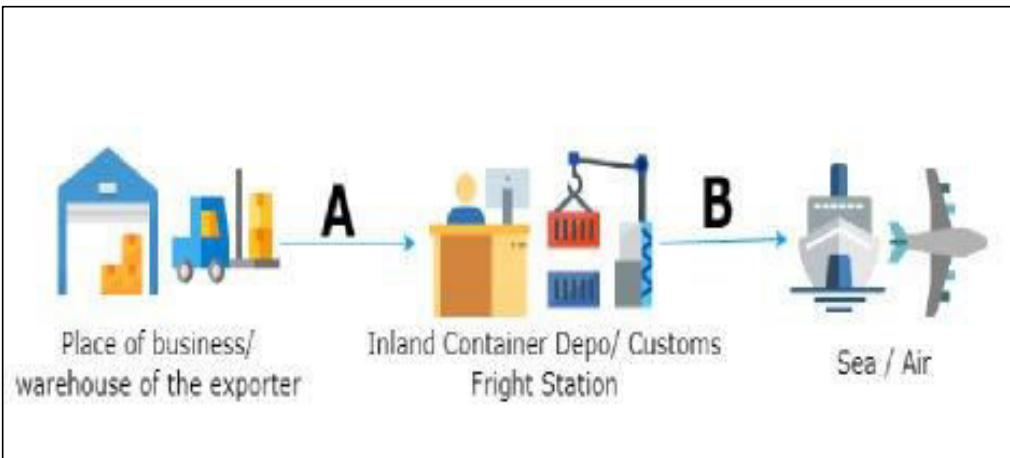 A
B
Place of business/
warehouse of the exporter
Inland Container Depo/ Customs
Fright Station
Sea / Air